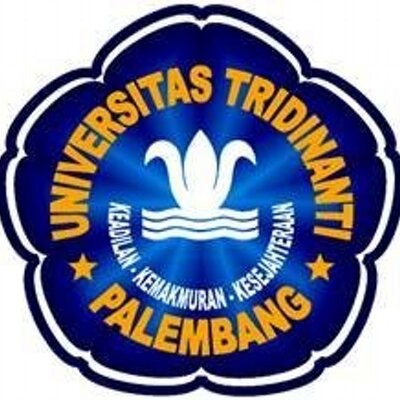 UNIVERSITAS TRIDINANTI
KEADILAN - KEMAKMURAN - KESEJAHTERAAN
PALEMBANG